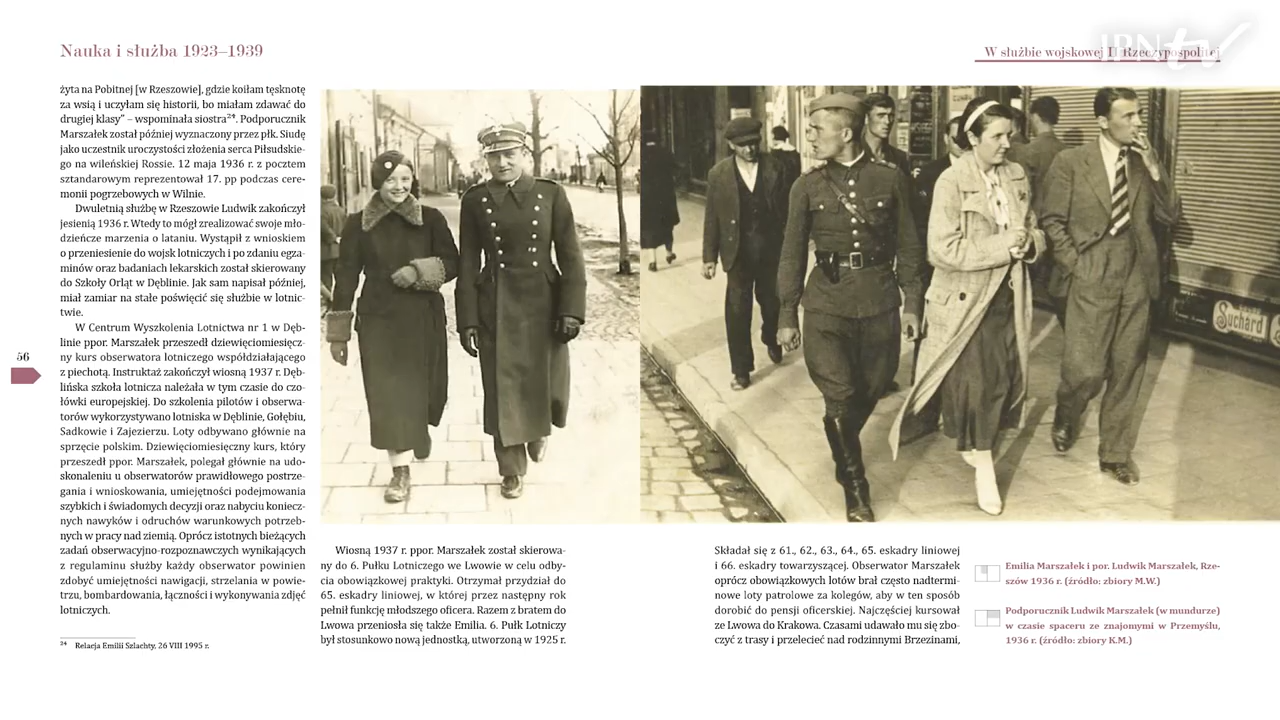 Nauka i służba 1923–1939
W służbie wojskowej II Rzeczypospolitej
IPNtv
żyta na Pobitnej [w Rzeszowie], gdzie koiłam tęsknotę
za wsią i uczyłam się historii, bo miałam zdawać do
drugiej klasy” – wspominała siostra²⁴. Podporucznik
Marszałek został później wyznaczony przez płk. Siudę
jako uczestnik uroczystości złożenia serca Piłsudskie-
go na wileńskiej Rossie. 12 maja 1936 r. z pocztem
sztandarowym reprezentował 17. pp podczas cere-
monii pogrzebowych w Wilnie.
Dwuletnią służbę w Rzeszowie Ludwik zakończył
jesienią 1936 r. Wtedy to mógł zrealizować swoje mło-
dzieńcze marzenia o lataniu. Wystąpił z wnioskiem
o przeniesienie do wojsk lotniczych i po zdaniu egza-
minów oraz badaniach lekarskich został skierowany
do Szkoły Orląt w Dęblinie. Jak sam napisał później,
miał zamiar na stałe poświęcić się służbie w lotnic-
twie.
W Centrum Wyszkolenia Lotnictwa nr 1 w Dęb-
linie ppor. Marszałek przeszedł dziewięciomiesięcz-
ny kurs obserwatora lotniczego współdziałającego
z piechotą. Instruktaż zakończył wiosną 1937 r. Dęb-
lińska szkoła lotnicza należała w tym czasie do czo-
łówki europejskiej. Do szkolenia pilotów i obserwa-
torów wykorzystywano lotniska w Dęblinie, Gołębiu,
Sadkowie i Zajezierzu. Loty odbywano głównie na
sprzęcie polskim. Dziewięciomiesięczny kurs, który
przeszedł ppor. Marszałek, polegał głównie na udo-
skonaleniu u obserwatorów prawidłowego postrze-
gania i wnioskowania, umiejętności podejmowania
szybkich i świadomych decyzji oraz nabyciu koniecz-
nych nawyków i odruchów warunkowych potrzeb-
nych w pracy nad ziemią. Oprócz istotnych bieżących
zadań obserwacyjno-rozpoznawczych wynikających
z regulaminu służby każdy obserwator powinien
zdobyć umiejętności nawigacji, strzelania w powie-
trzu, bombardowania, łączności i wykonywania zdjęć
lotniczych.
56
²⁴ Relacja Emilii Szlachty, 26 VIII 1995 r.
Suchard
Wiosną 1937 r. ppor. Marszałek został skierowa-
ny do 6. Pułku Lotniczego we Lwowie w celu odby-
cia obowiązkowej praktyki. Otrzymał przydział do
65. eskadry liniowej, w której przez następny rok
pełnił funkcję młodszego oficera. Razem z bratem do
Lwowa przeniosła się także Emilia. 6. Pułk Lotniczy
był stosunkowo nową jednostką, utworzoną w 1925 r.
Składał się z 61., 62., 63., 64., 65. eskadry liniowej
i 66. eskadry towarzyszącej. Obserwator Marszałek
oprócz obowiązkowych lotów brał często nadtermi-
nowe loty patrolowe za kolegów, aby w ten sposób
dorobić do pensji oficerskiej. Najczęściej kursował
ze Lwowa do Krakowa. Czasami udawało mu się zbo-
czyć z trasy i przelecieć nad rodzinnymi Brzezinami,
Emilia Marszałek i por. Ludwik Marszałek, Rze-
szów 1936 r. (źródło: zbiory M.W.)
Podporucznik Ludwik Marszałek (w mundurze)
w czasie spaceru ze znajomymi w Przemyślu,
1936 r. (źródło: zbiory K.M.)